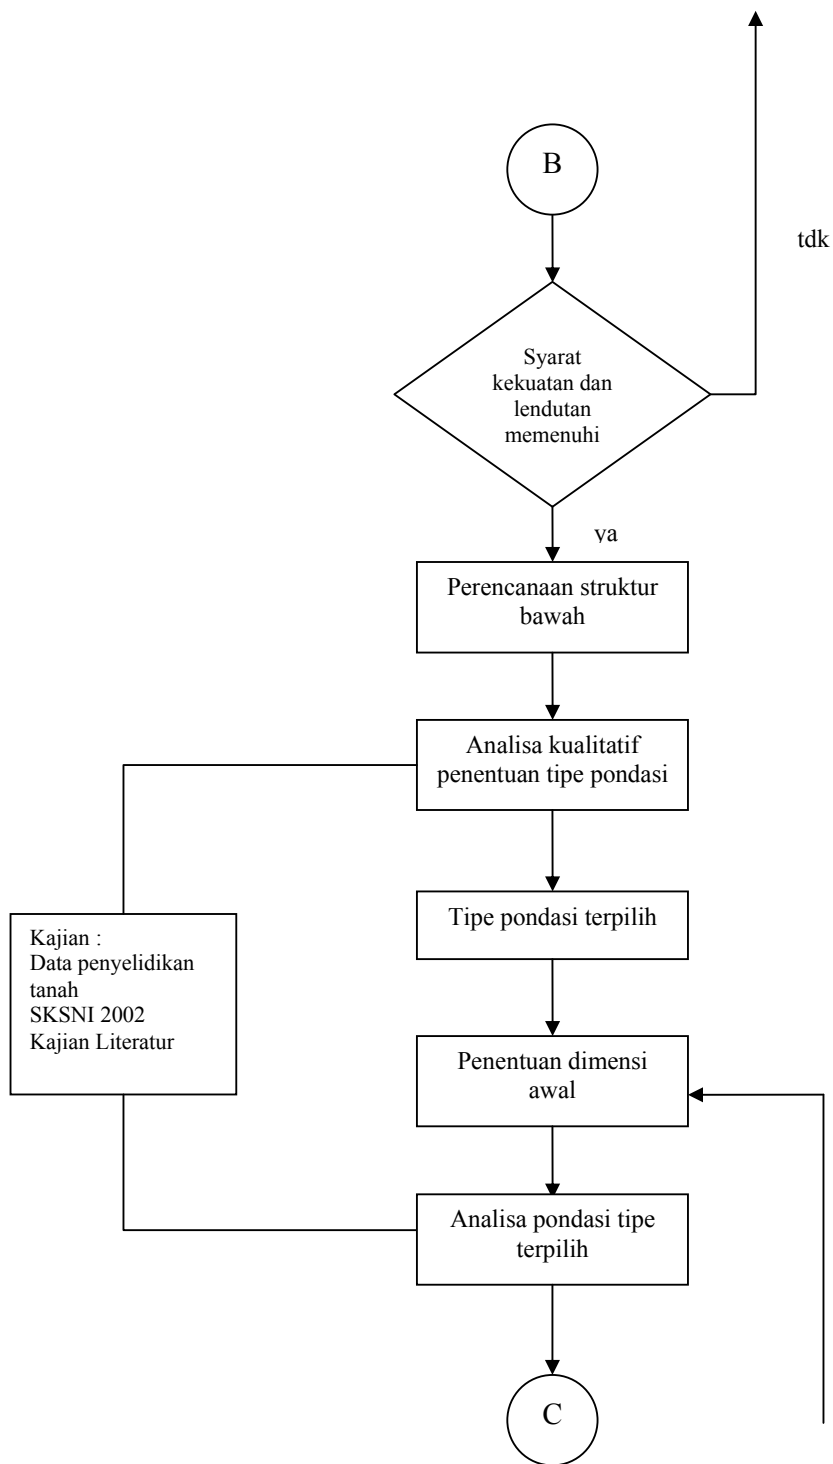 B
tdk
Syarat
kekuatan dan
lendutan
memenuhi
ya
Perencanaan struktur
bawah
Analisa kualitatif
penentuan tipe pondasi
Tipe pondasi terpilih
Kajian :
Data penyelidikan
tanah
SKSNI 2002
Kajian Literatur
Penentuan dimensi
awal
Analisa pondasi tipe
terpilih
C